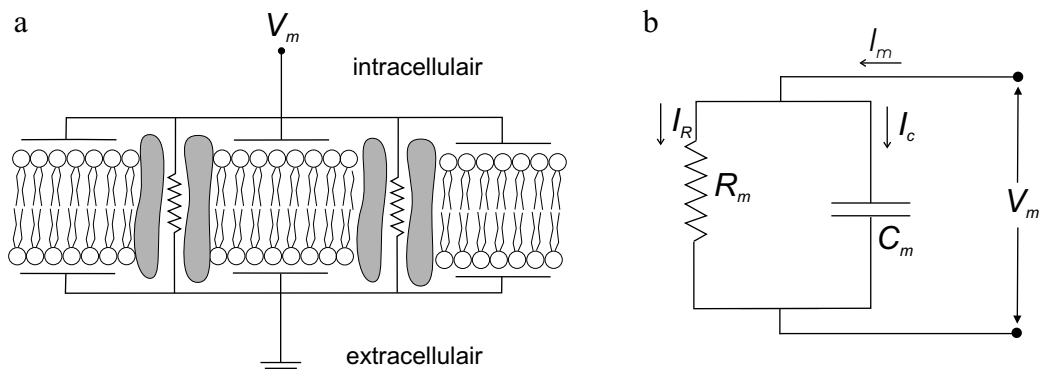 a
V_m
intracellulair
extracellulair
b
I_m
I_R
I_c
R_m
C_m
V_m